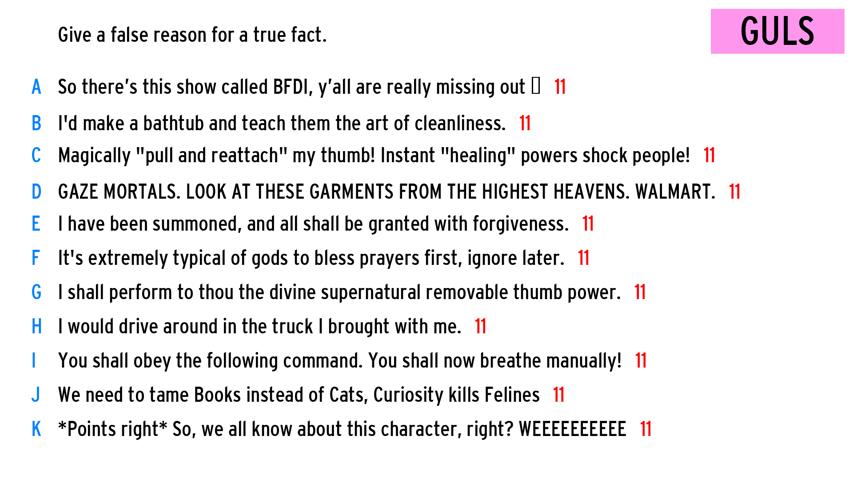 Give a false reason for a true fact.
GULS
A So there's this show called BFDI, y'all are really missing out ▯ 11
B I'd make a bathtub and teach them the art of cleanliness. 11
C Magically "pull and reattach" my thumb! Instant "healing" powers shock people! 11
D GAZE MORTALS. LOOK AT THESE GARMENTS FROM THE HIGHEST HEAVENS. WALMART. 11
E I have been summoned, and all shall be granted with forgiveness. 11
F It's extremely typical of gods to bless prayers first, ignore later. 11
G I shall perform to thou the divine supernatural removable thumb power. 11
H I would drive around in the truck I brought with me. 11
I You shall obey the following command. You shall now breathe manually! 11
J We need to tame Books instead of Cats, Curiosity kills Felines 11
K *Points right* So, we all know about this character, right? WEEEEEEEEEE 11